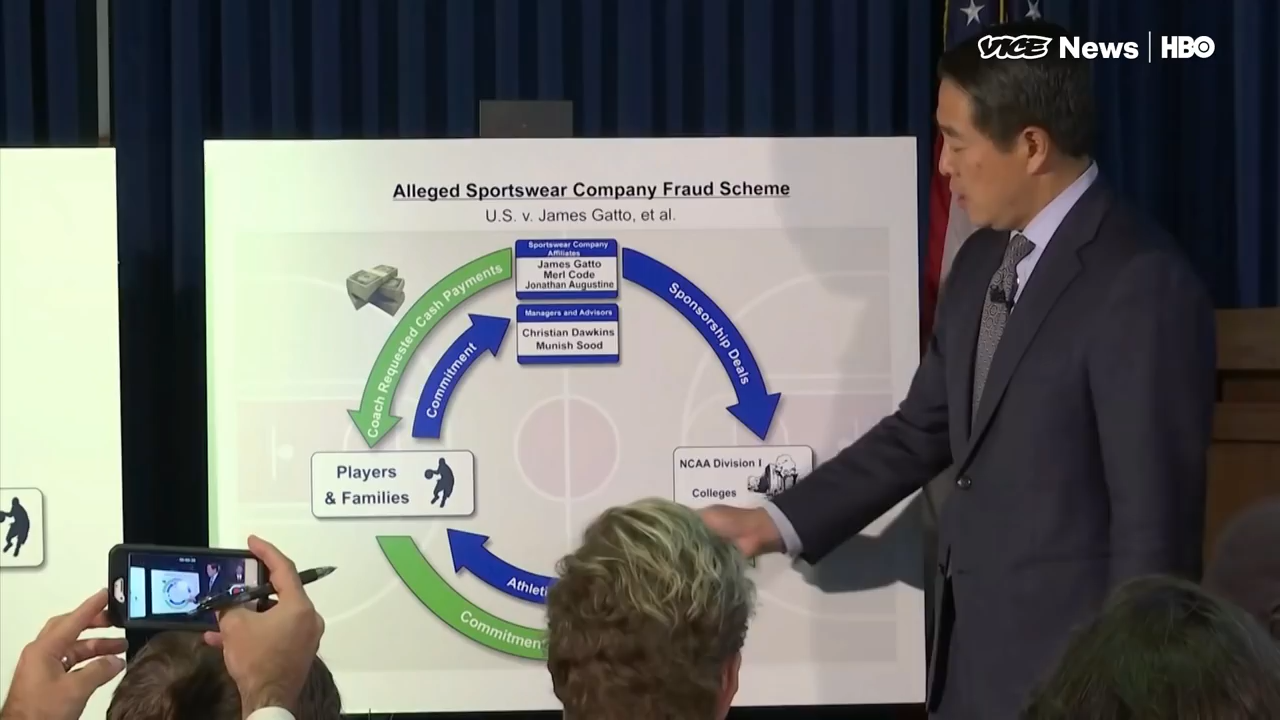 VICE News | HBO
Alleged Sportswear Company Fraud Scheme
U.S. v. James Gatto, et al.
Sportswear Company
Affiliates
James Gatto
Merl Code
Jonathan Augustine
Managers and Advisors
Christian Dawkins
Munish Sood
Coach Requested Cash Payments
Commitment
Sponsorship Deals
Players
& Families
NCAA Division I
Colleges
Athleti
Commitmen